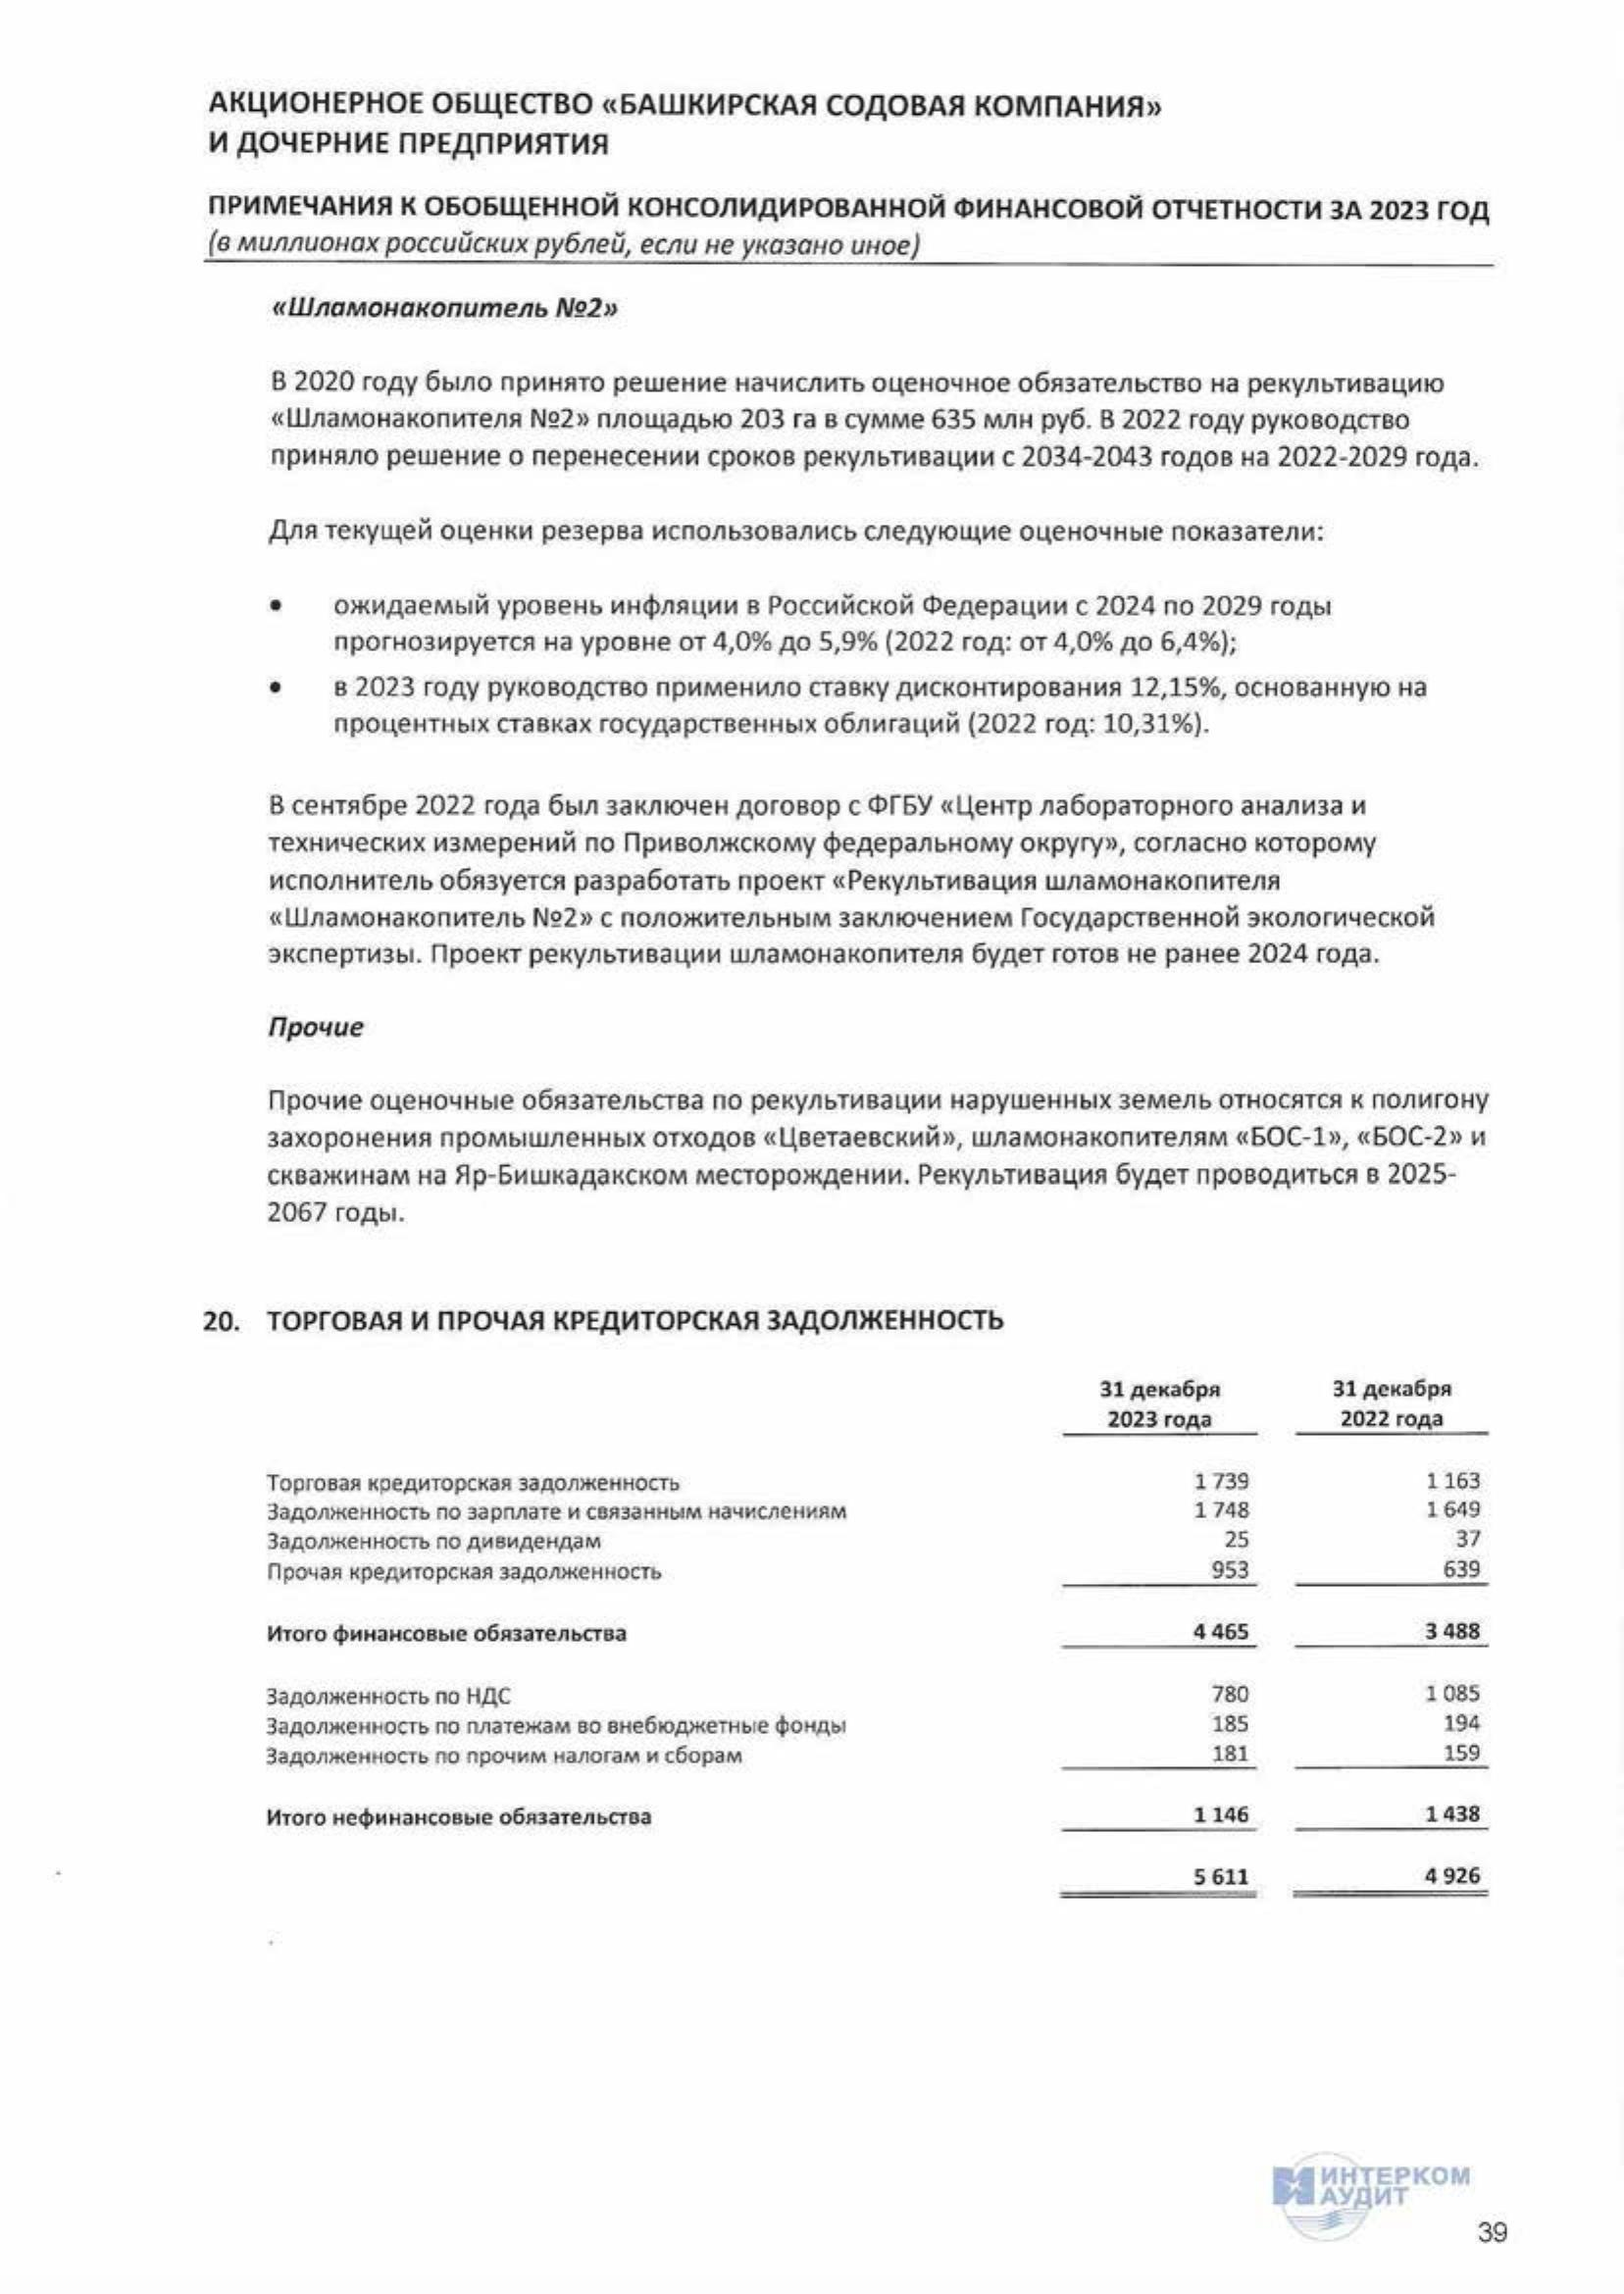 АКЦИОНЕРНОЕ ОБЩЕСТВО «БАШКИРСКАЯ СОДОВАЯ КОМПАНИЯ»
И ДОЧЕРНИЕ ПРЕДПРИЯТИЯ
ПРИМЕЧАНИЯ К ОБОБЩЕННОЙ КОНСОЛИДИРОВАННОЙ ФИНАНСОВОЙ ОТЧЕТНОСТИ ЗА 2023 ГОД
(в миллионах российских рублей, если не указано иное)
«Шламонакопитель №2»
В 2020 году было принято решение начислить оценочное обязательство на рекультивацию
«Шламонакопителя №2» площадью 203 га в сумме 635 млн руб. В 2022 году руководство
приняло решение о перенесении сроков рекультивации с 2034-2043 годов на 2022-2029 года.
Для текущей оценки резерва использовались следующие оценочные показатели:
• ожидаемый уровень инфляции в Российской Федерации с 2024 по 2029 годы
прогнозируется на уровне от 4,0% до 5,9% (2022 год: от 4,0% до 6,4%);
• в 2023 году руководство применило ставку дисконтирования 12,15%, основанную на
процентных ставках государственных облигаций (2022 год: 10,31%).
В сентябре 2022 года был заключен договор с ФГБУ «Центр лабораторного анализа и
технических измерений по Приволжскому федеральному округу», согласно которому
исполнитель обязуется разработать проект «Рекультивация шламонакопителя
«Шламонакопитель №2» с положительным заключением Государственной экологической
экспертизы. Проект рекультивации шламонакопителя будет готов не ранее 2024 года.
Прочие
Прочие оценочные обязательства по рекультивации нарушенных земель относятся к полигону
захоронения промышленных отходов «Цветаевский», шламонакопителям «БОС-1», «БОС-2» и
скважинам на Яр-Бишкадакском месторождении. Рекультивация будет проводиться в 2025-
2067 годы.
20. ТОРГОВАЯ И ПРОЧАЯ КРЕДИТОРСКАЯ ЗАДОЛЖЕННОСТЬ
31 декабря 31 декабря
2023 года 2022 года
Торговая кредиторская задолженность 1 739 1 163
Задолженность по зарплате и связанным начислениям 1 748 1 649
Задолженность по дивидендам 25 37
Прочая кредиторская задолженность 953 639
Итого финансовые обязательства 4 465 3 488
Задолженность по НДС 780 1 085
Задолженность по платежам во внебюджетные фонды 185 194
Задолженность по прочим налогам и сборам 181 159
Итого нефинансовые обязательства 1 146 1 438
5 611 4 926
ИНТЕРКОМ
АУДИТ
39